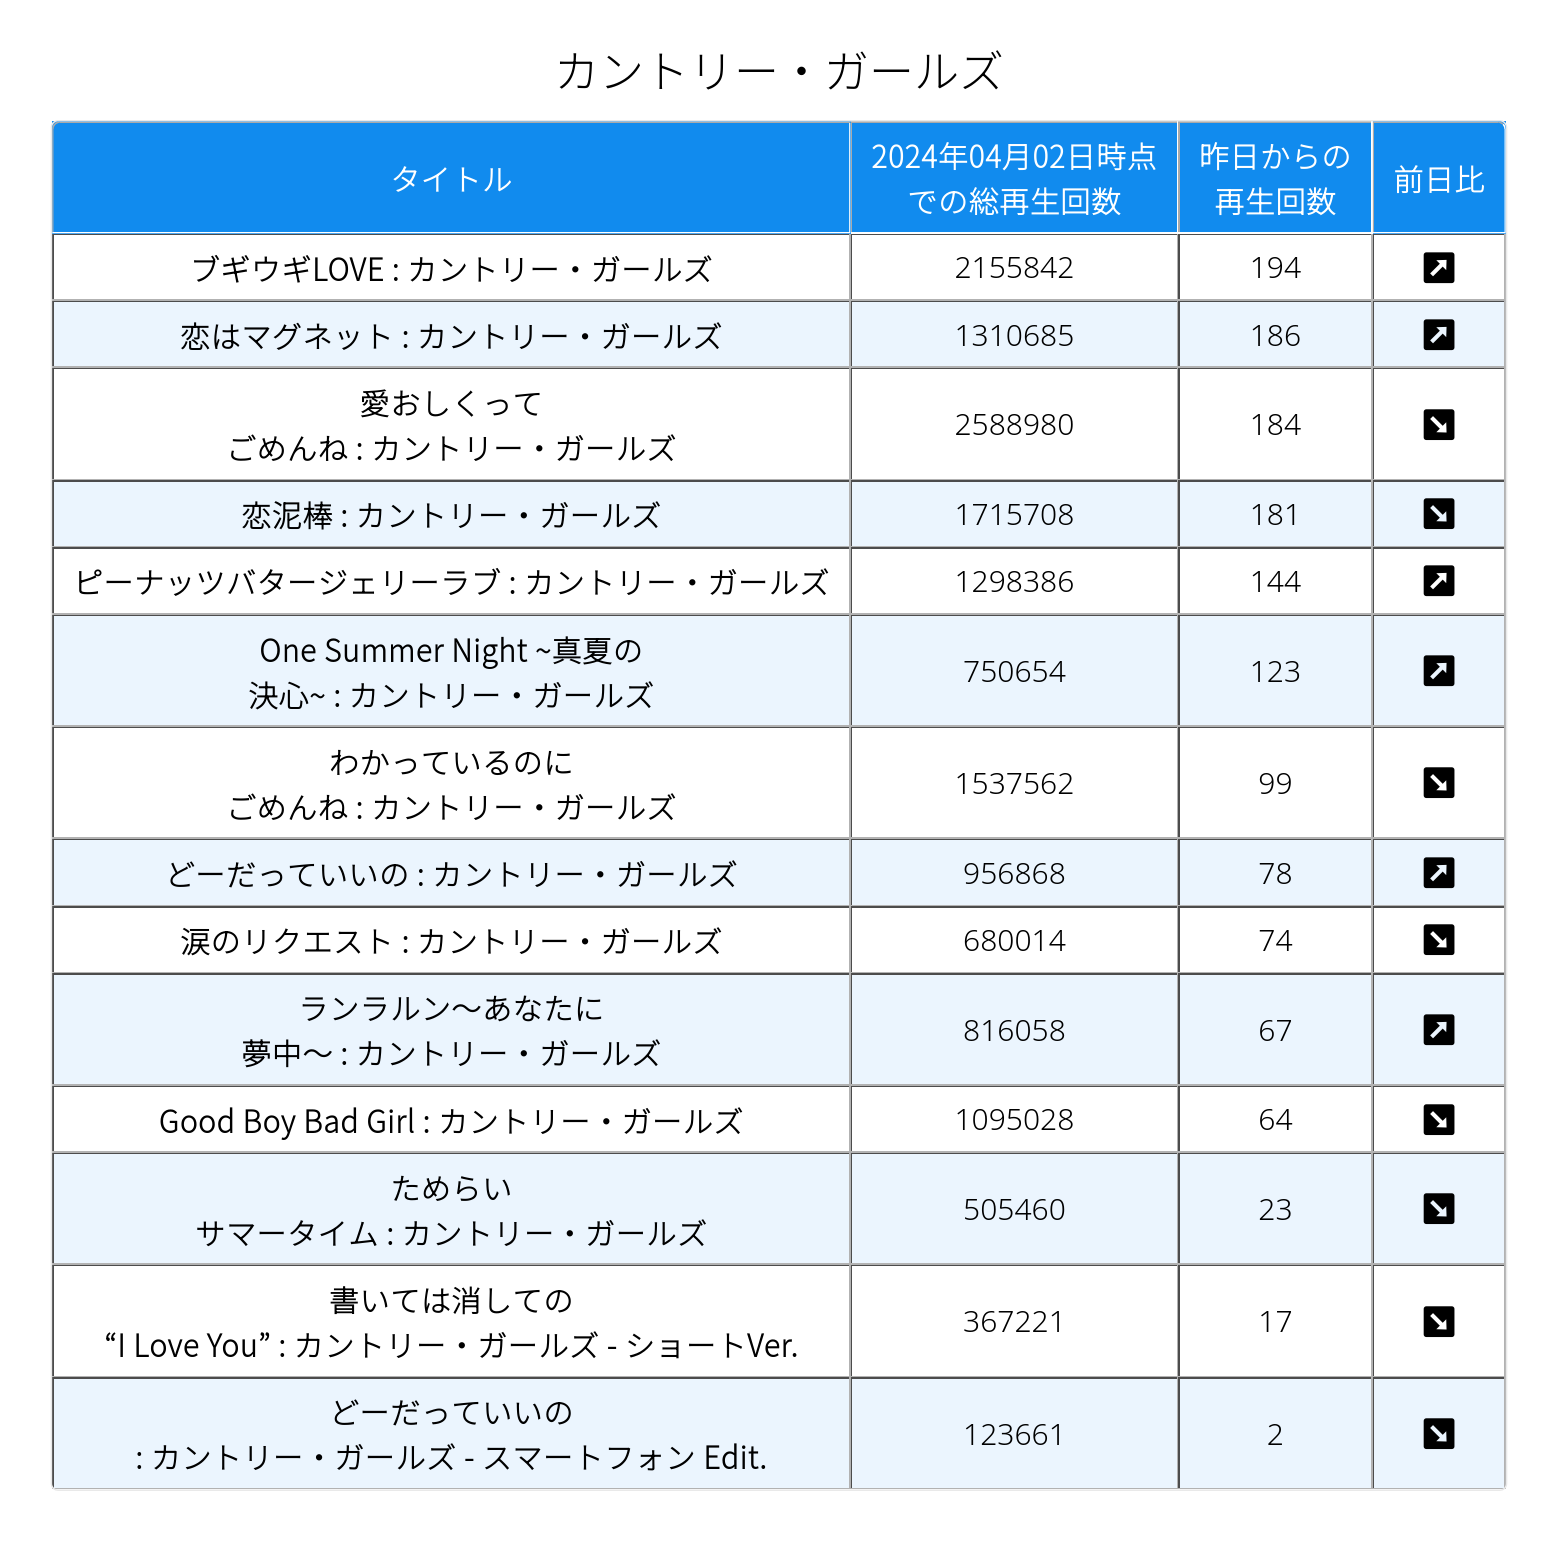 カントリー・ガールズ
タイトル
2024年04月02日時点
での総再生回数
昨日からの
再生回数
前日比
ブギウギLOVE : カントリー・ガールズ
2155842
194
恋はマグネット : カントリー・ガールズ
1310685
186
愛おしくって
ごめんね : カントリー・ガールズ
2588980
184
恋泥棒 : カントリー・ガールズ
1715708
181
ピーナッツバタージェリーラブ : カントリー・ガールズ
1298386
144
One Summer Night ~真夏の
決心~ : カントリー・ガールズ
750654
123
わかっているのに
ごめんね : カントリー・ガールズ
1537562
99
どーだっていいの : カントリー・ガールズ
956868
78
涙のリクエスト : カントリー・ガールズ
680014
74
ランラルン〜あなたに
夢中〜 : カントリー・ガールズ
816058
67
Good Boy Bad Girl : カントリー・ガールズ
1095028
64
ためらい
サマータイム : カントリー・ガールズ
505460
23
書いては消しての
“I Love You” : カントリー・ガールズ - ショートVer.
367221
17
どーだっていいの
: カントリー・ガールズ - スマートフォン Edit.
123661
2